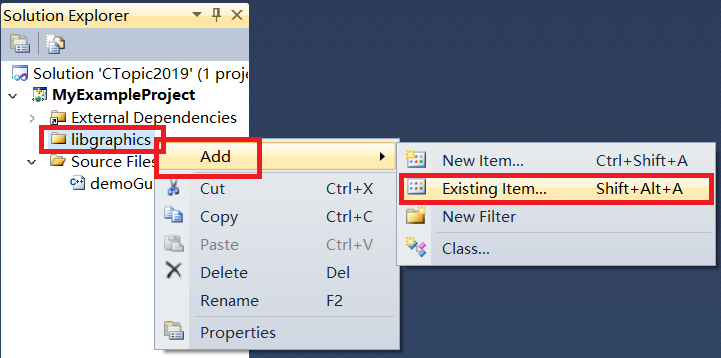 Solution Explorer
Solution 'CTopic2019' (1 proje
MyExampleProject
External Dependencies
libgraphics
Source Files
demoGu
Add
Cut Ctrl+X
Copy Ctrl+C
Paste Ctrl+V
Delete Del
Rename F2
Properties
New Item... Ctrl+Shift+A
Existing Item... Shift+Alt+A
New Filter
Class...